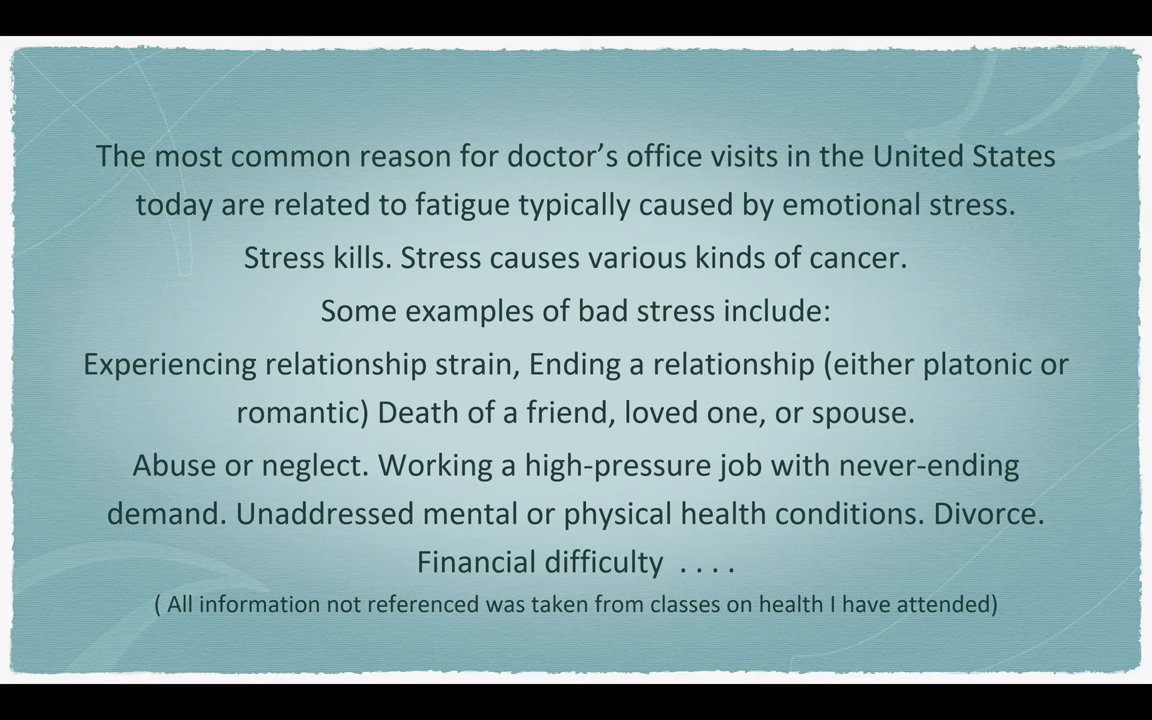 The most common reason for doctor’s office visits in the United States
today are related to fatigue typically caused by emotional stress.
Stress kills. Stress causes various kinds of cancer.
Some examples of bad stress include:
Experiencing relationship strain, Ending a relationship (either platonic or
romantic) Death of a friend, loved one, or spouse.
Abuse or neglect. Working a high-pressure job with never-ending
demand. Unaddressed mental or physical health conditions. Divorce.
Financial difficulty . . . .
( All information not referenced was taken from classes on health I have attended)